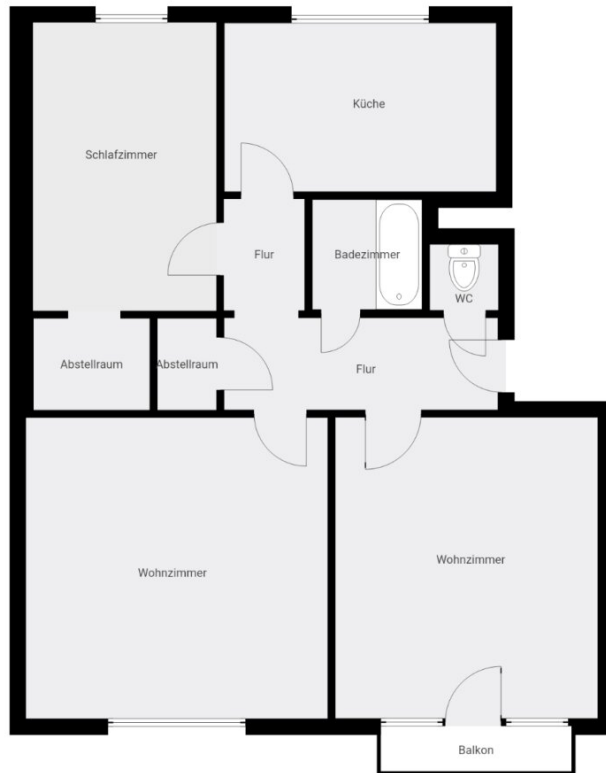 Küche
Schlafzimmer
Flur
Badezimmer
WC
Abstellraum
Abstellraum
Flur
Wohnzimmer
Wohnzimmer
Balkon